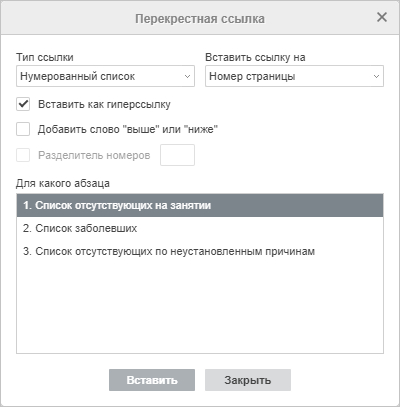 Перекрестная ссылка
Тип ссылки
Вставить ссылку на
Нумерованный список
Номер страницы
Вставить как гиперссылку
Добавить слово "выше" или "ниже"
Разделитель номеров
Для какого абзаца
1. Список отсутствующих на занятии
2. Список заболевших
3. Список отсутствующих по неустановленным причинам
Вставить
Закрыть